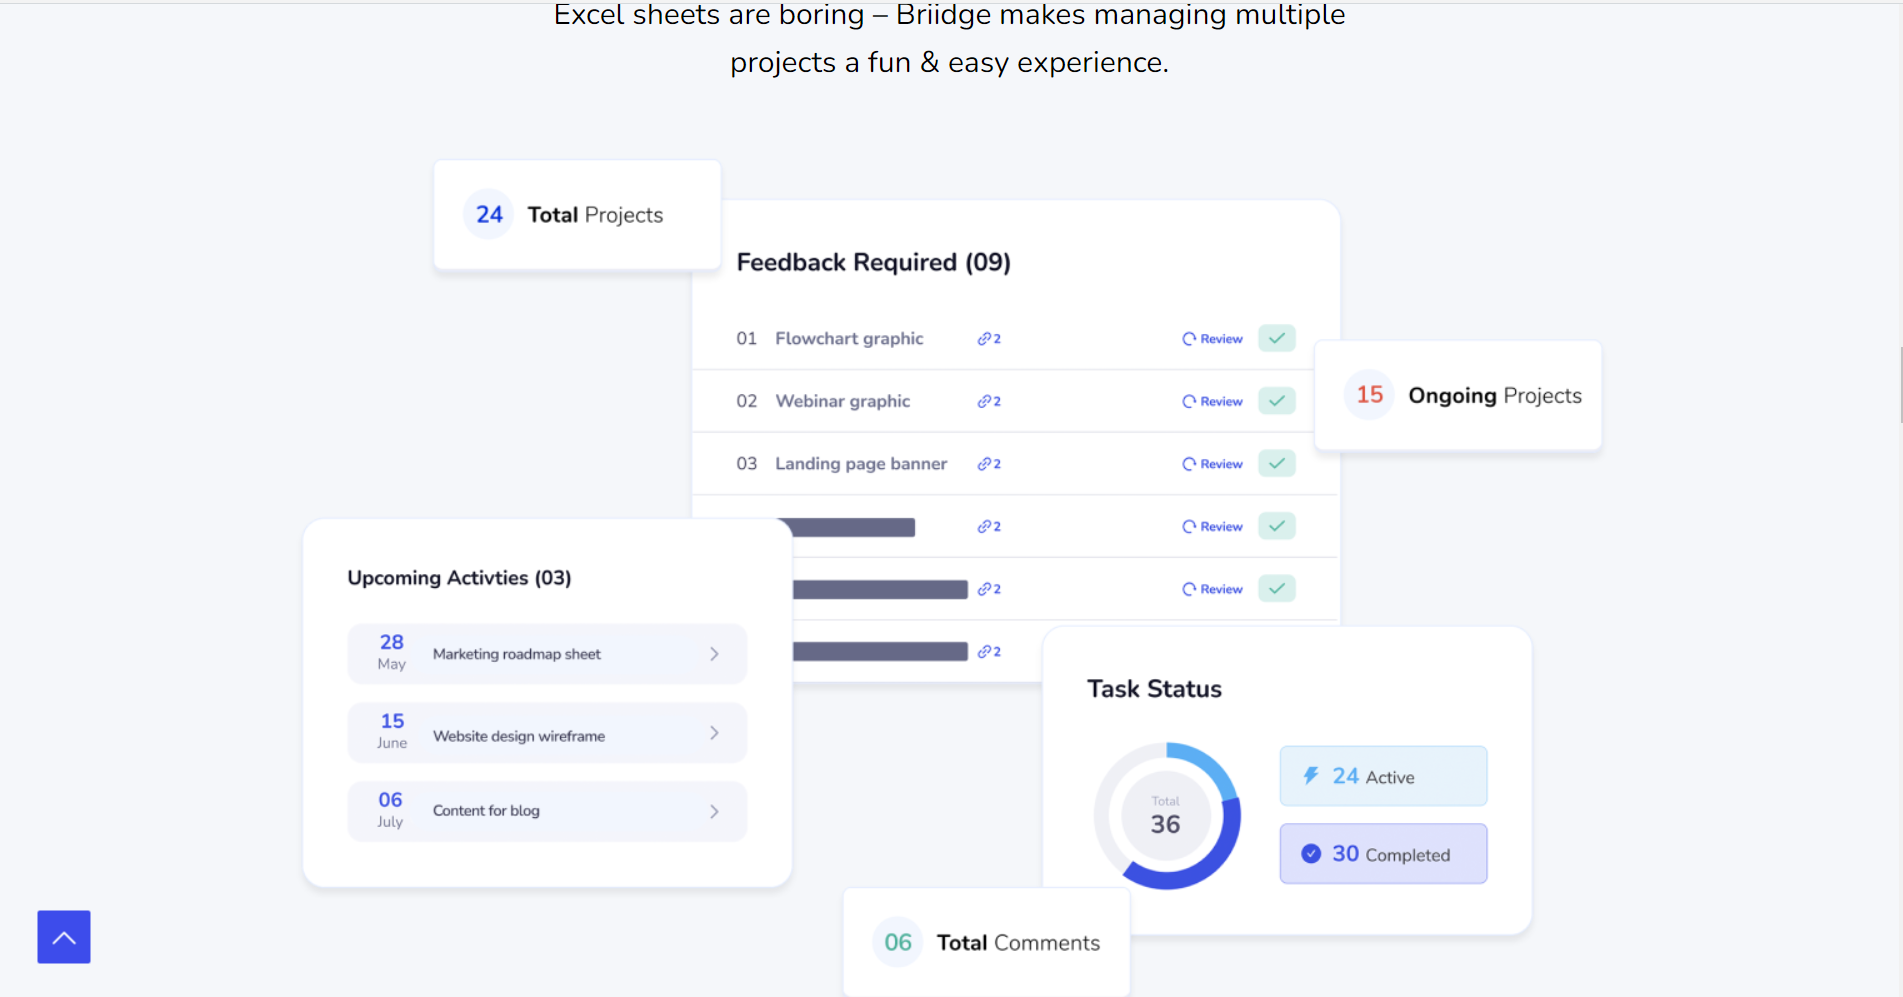 Excel sheets are boring – Briidge makes managing multiple
projects a fun & easy experience.
24 Total Projects
Feedback Required (09)
01 Flowchart graphic 2 Review
02 Webinar graphic 2 Review
03 Landing page banner 2 Review
2 Review
2 Review
2
15 Ongoing Projects
Upcoming Activties (03)
28
May
Marketing roadmap sheet
15
June
Website design wireframe
06
July
Content for blog
Task Status
Total
36
24 Active
30 Completed
06 Total Comments